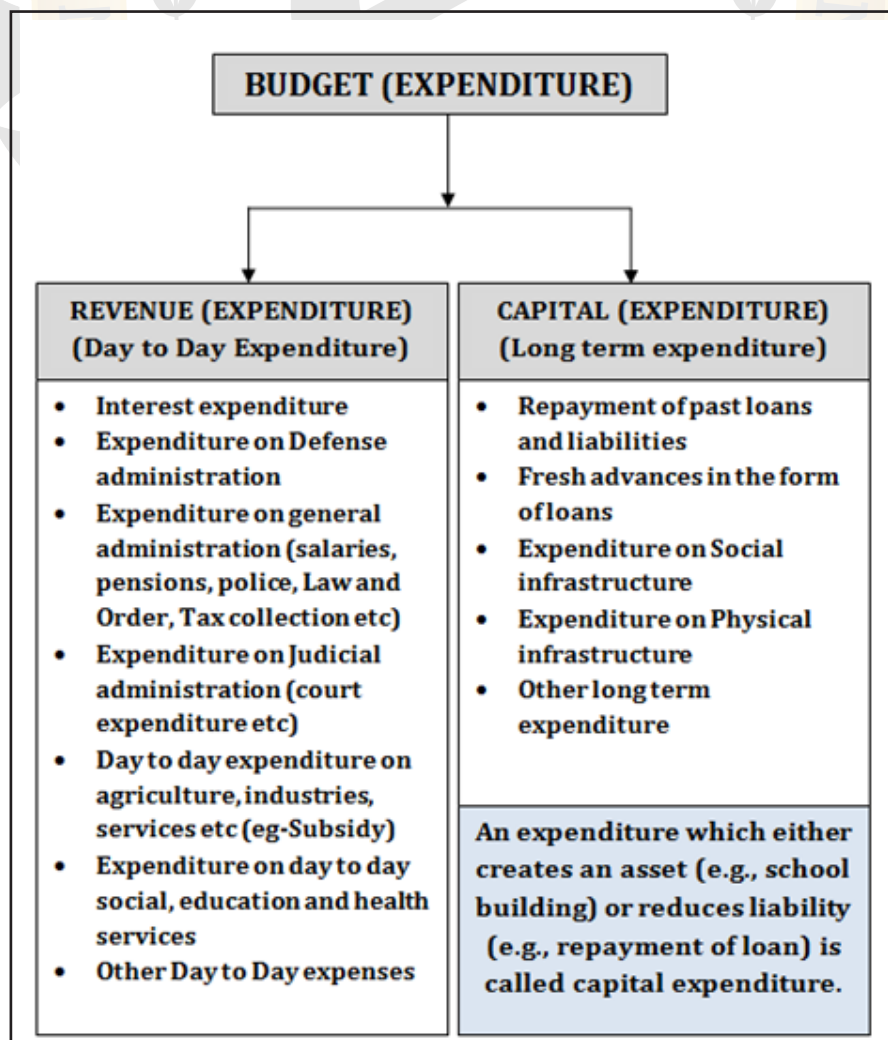 BUDGET (EXPENDITURE)
REVENUE (EXPENDITURE)
(Day to Day Expenditure)
• Interest expenditure
• Expenditure on Defense
administration
• Expenditure on general
administration (salaries,
pensions, police, Law and
Order, Tax collection etc)
• Expenditure on Judicial
administration (court
expenditure etc)
• Day to day expenditure on
agriculture, industries,
services etc (eg-Subsidy)
• Expenditure on day to day
social, education and health
services
• Other Day to Day expenses
CAPITAL (EXPENDITURE)
(Long term expenditure)
• Repayment of past loans
and liabilities
• Fresh advances in the form
of loans
• Expenditure on Social
infrastructure
• Expenditure on Physical
infrastructure
• Other long term
expenditure
An expenditure which either
creates an asset (e.g., school
building) or reduces liability
(e.g., repayment of loan) is
called capital expenditure.